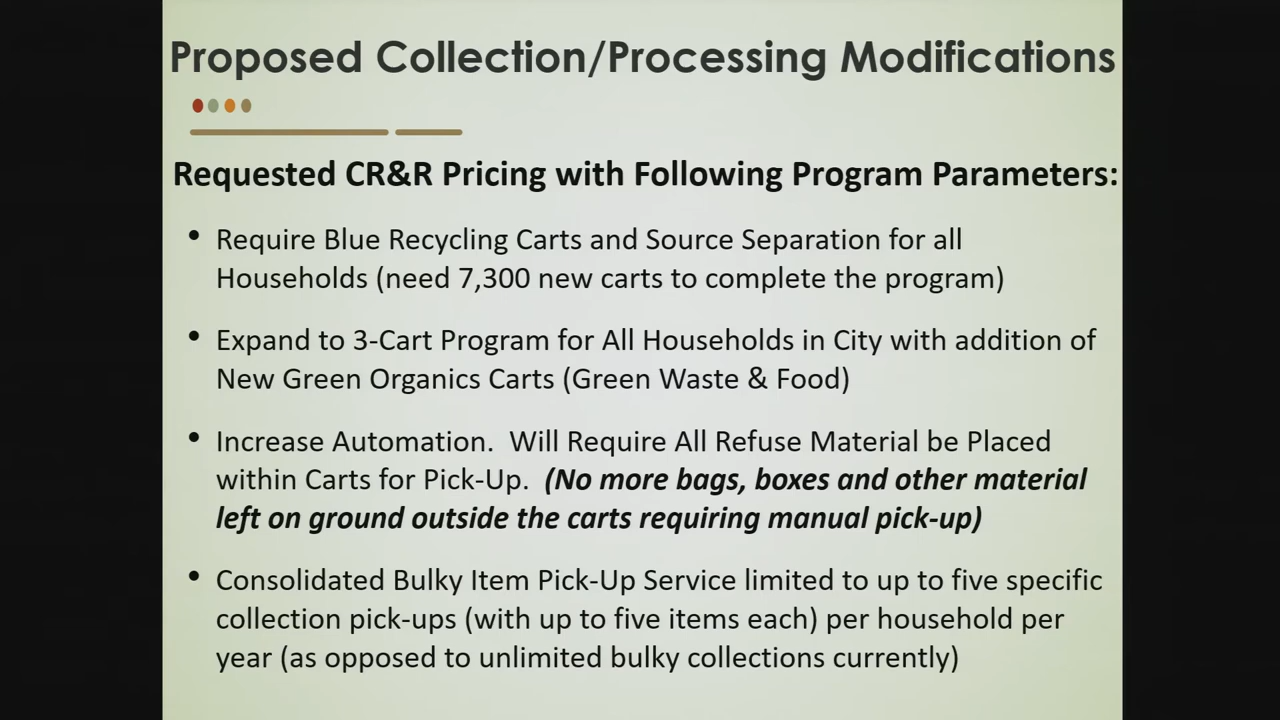 Proposed Collection/Processing Modifications
Requested CR&R Pricing with Following Program Parameters:
• Require Blue Recycling Carts and Source Separation for all
Households (need 7,300 new carts to complete the program)
• Expand to 3-Cart Program for All Households in City with addition of
New Green Organics Carts (Green Waste & Food)
• Increase Automation.  Will Require All Refuse Material be Placed
within Carts for Pick-Up.  (No more bags, boxes and other material
left on ground outside the carts requiring manual pick-up)
• Consolidated Bulky Item Pick-Up Service limited to up to five specific
collection pick-ups (with up to five items each) per household per
year (as opposed to unlimited bulky collections currently)